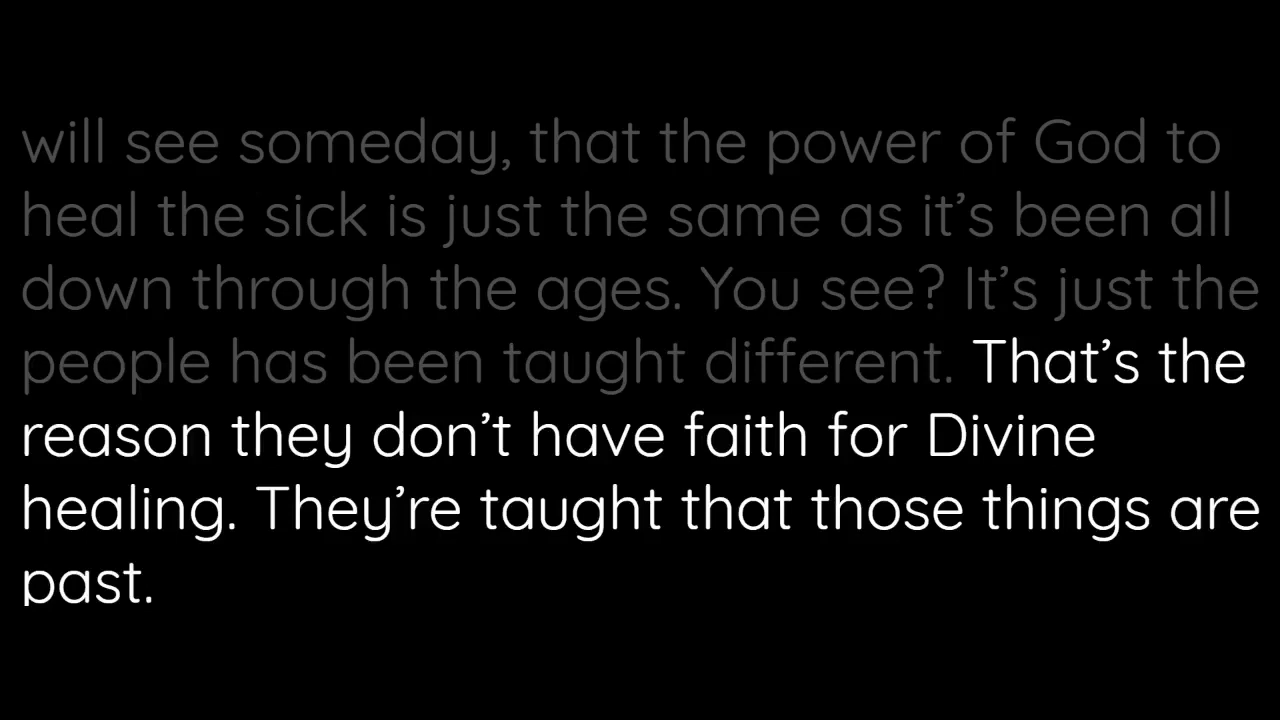 will see someday, that the power of God to
heal the sick is just the same as it’s been all
down through the ages. You see? It’s just the
people has been taught different. That’s the
reason they don’t have faith for Divine
healing. They’re taught that those things are
past.